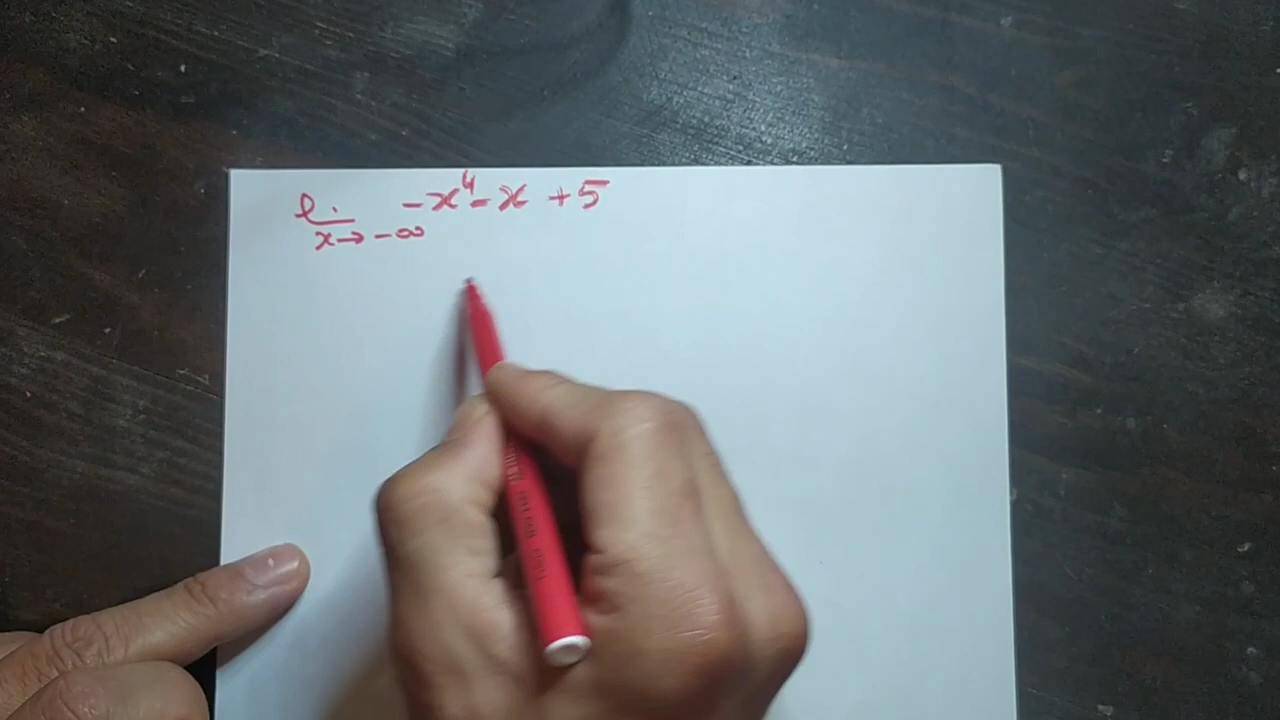 lim -x⁴ - x + 5
x → -∞